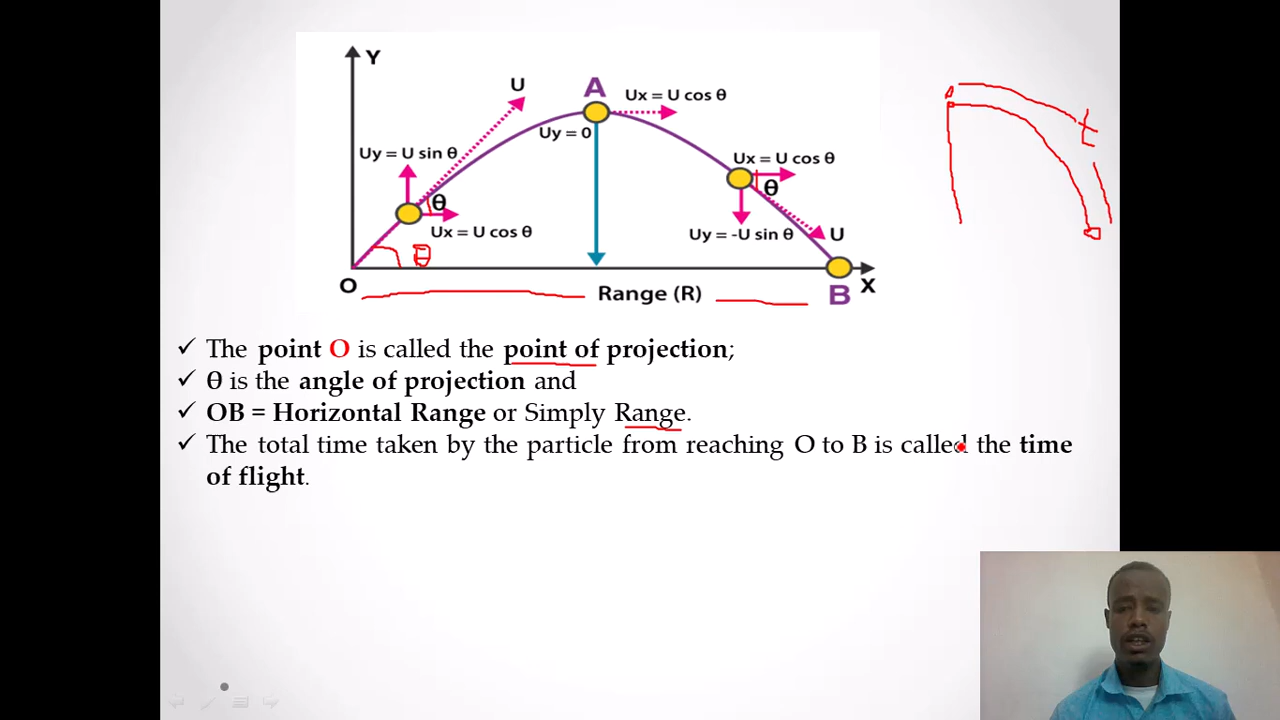 Y
U
A
Ux = U cos θ
Uy = 0
Uy = U sin θ
Ux = U cos θ
θ
θ
Ux = U cos θ
Uy = -U sin θ
U
θ
t
O
Range (R)
B
X
✓ The point O is called the point of projection;
✓ θ is the angle of projection and
✓ OB = Horizontal Range or Simply Range.
✓ The total time taken by the particle from reaching O to B is called the time
of flight.